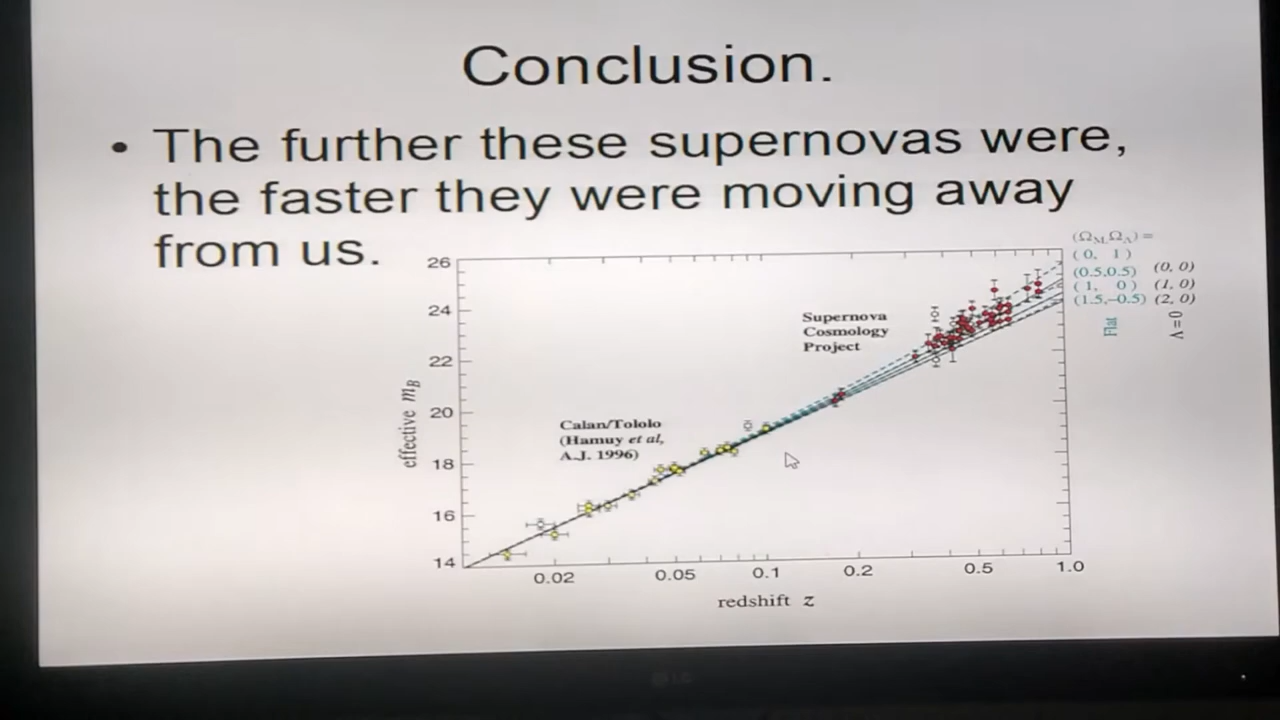 Conclusion.
• The further these supernovas were,
the faster they were moving away
from us.
(Ω_M,Ω_Λ) =
( 0, 1 )
(0.5,0.5) (0, 0)
( 1, 0 ) (1, 0)
(1.5,–0.5) (2, 0)
Flat
Λ = 0
26
24
22
20
18
16
14
effective m_B
Supernova
Cosmology
Project
Calan/Tololo
(Hamuy et al,
A.J. 1996)
0.02 0.05 0.1 0.2 0.5 1.0
redshift z
LG